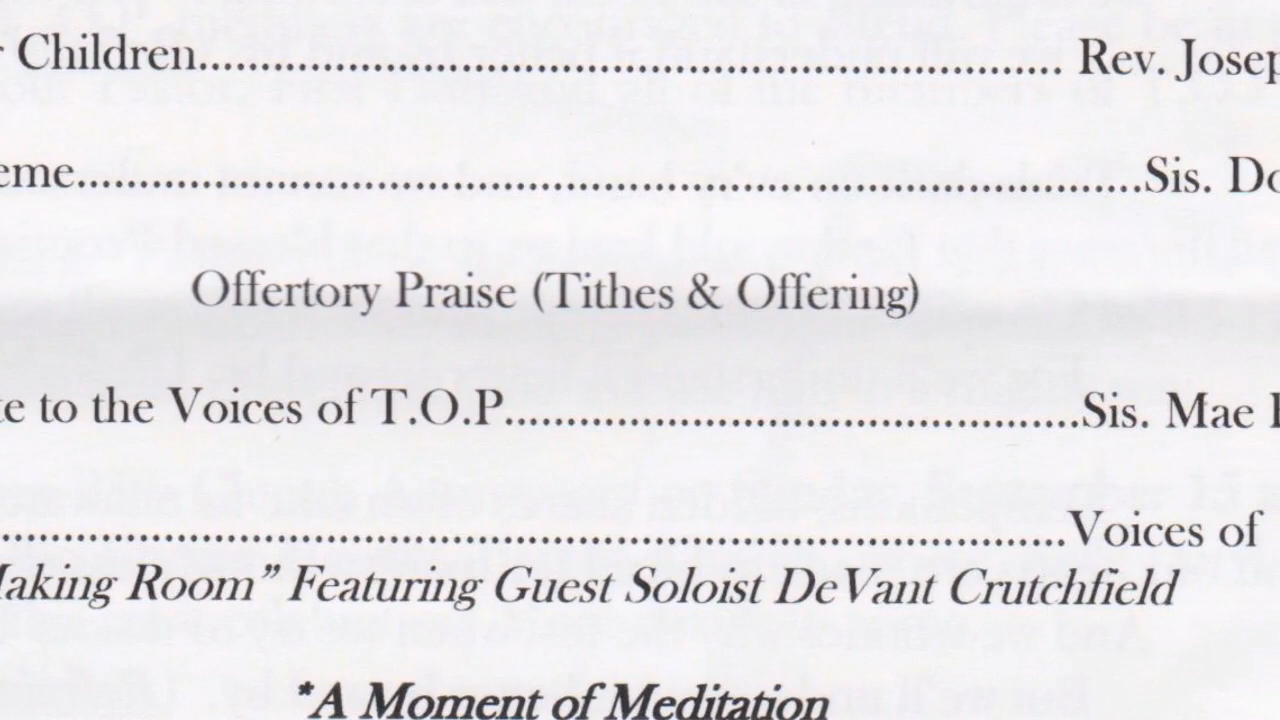 Children.......................................................................................... Rev. Josep
eme...............................................................................................................Sis. Do
Offertory Praise (Tithes & Offering)
te to the Voices of T.O.P............................................................Sis. Mae
...............................................................................................................Voices of
Making Room” Featuring Guest Soloist DeVant Crutchfield
*A Moment of Meditation